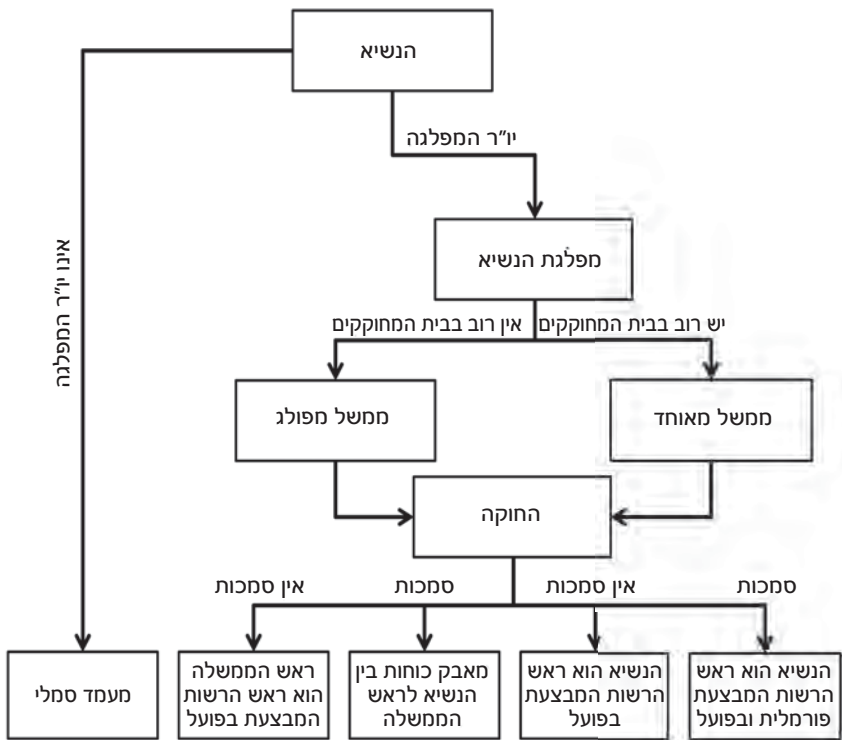 הנשיא
יו"ר המפלגה
אינו יו"ר המפלגה
מפלגת הנשיא
יש רוב בבית המחוקקים
אין רוב בבית המחוקקים
ממשל מאוחד
ממשל מפולג
החוקה
סמכות
אין סמכות
סמכות
אין סמכות
הנשיא הוא ראש
הרשות המבצעת
פורמלית ובפועל
הנשיא הוא ראש
הרשות המבצעת
בפועל
מאבק כוחות בין
הנשיא לראש
הממשלה
ראש הממשלה
הוא ראש הרשות
המבצעת בפועל
מעמד סמלי